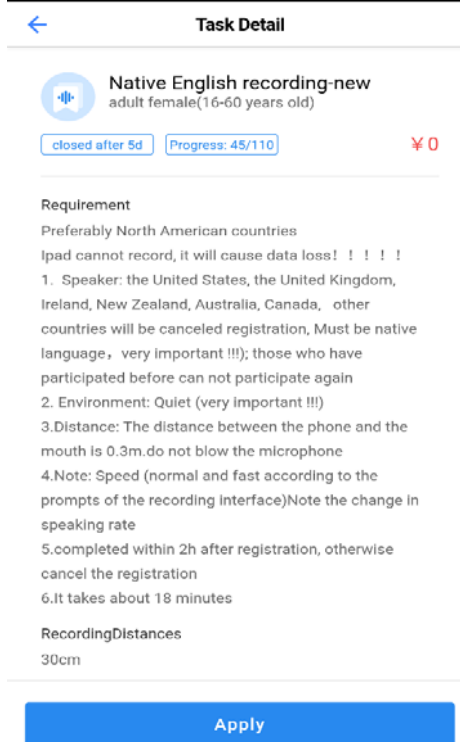 Task Detail
Native English recording-new
adult female(16-60 years old)
closed after 5d
Progress: 45/110
¥0
Requirement
Preferably North American countries
Ipad cannot record, it will cause data loss！！！！！
1. Speaker: the United States, the United Kingdom,
Ireland, New Zealand, Australia, Canada, other
countries will be canceled registration, Must be native
language，very important !!!); those who have
participated before can not participate again
2. Environment: Quiet (very important !!!)
3.Distance: The distance between the phone and the
mouth is 0.3m.do not blow the microphone
4.Note: Speed (normal and fast according to the
prompts of the recording interface)Note the change in
speaking rate
5.completed within 2h after registration, otherwise
cancel the registration
6.It takes about 18 minutes
RecordingDistances
30cm
Apply